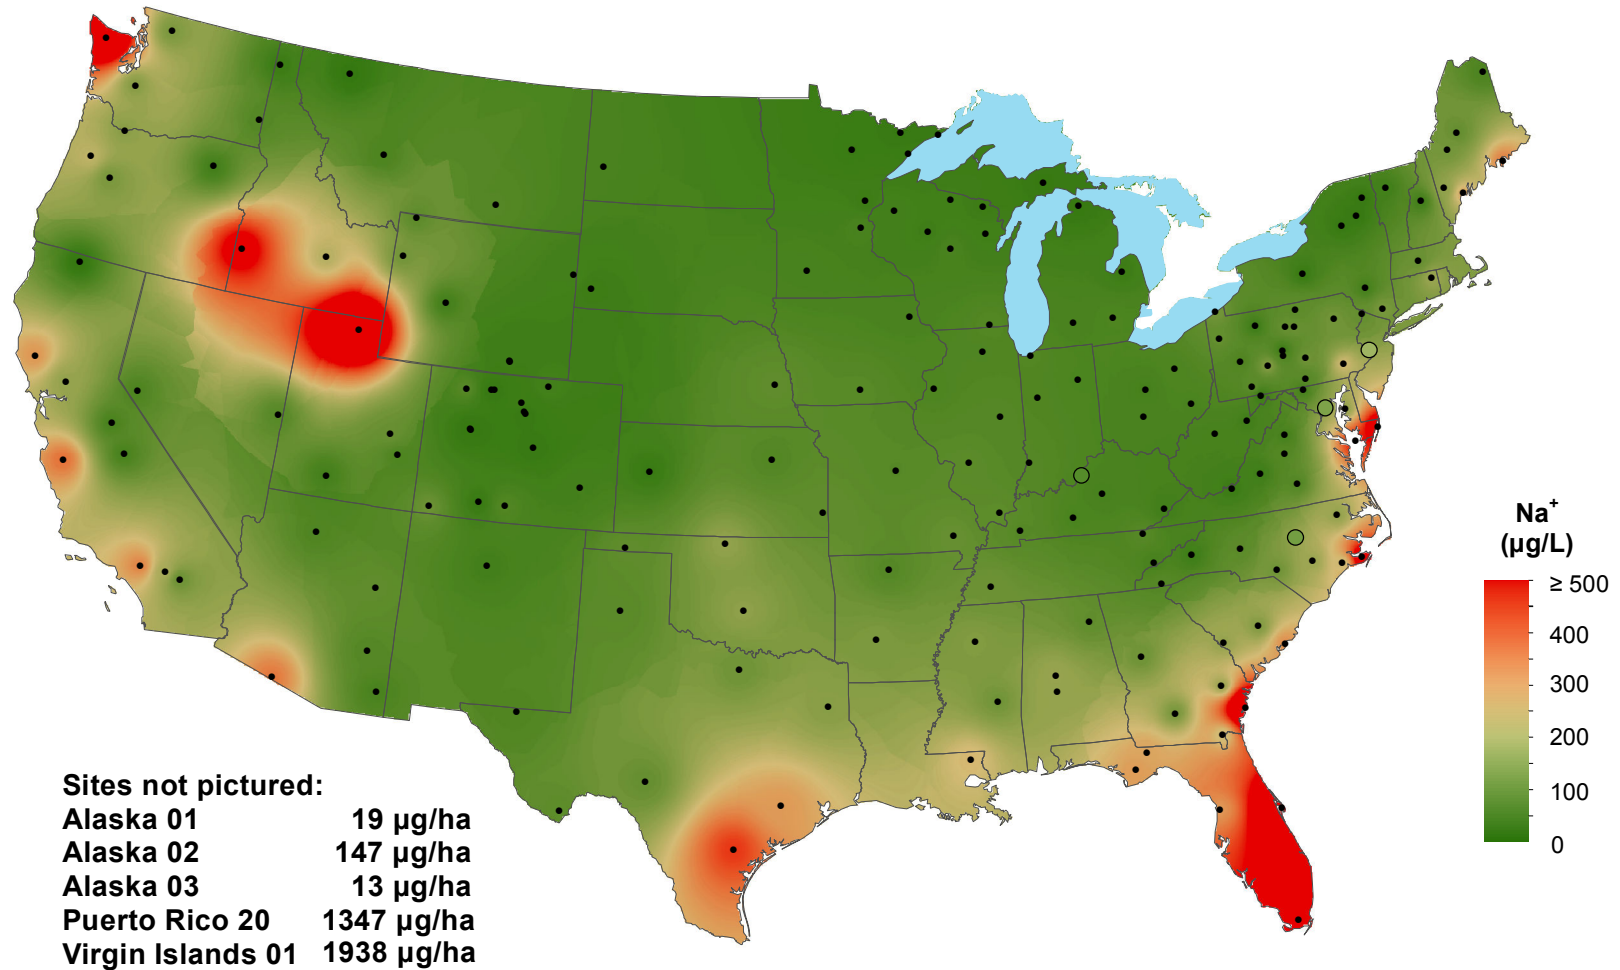 Na+
(µg/L)
≥ 500
400
300
200
100
0
Sites not pictured:
Alaska 01 19 µg/ha
Alaska 02 147 µg/ha
Alaska 03 13 µg/ha
Puerto Rico 20 1347 µg/ha
Virgin Islands 01 1938 µg/ha